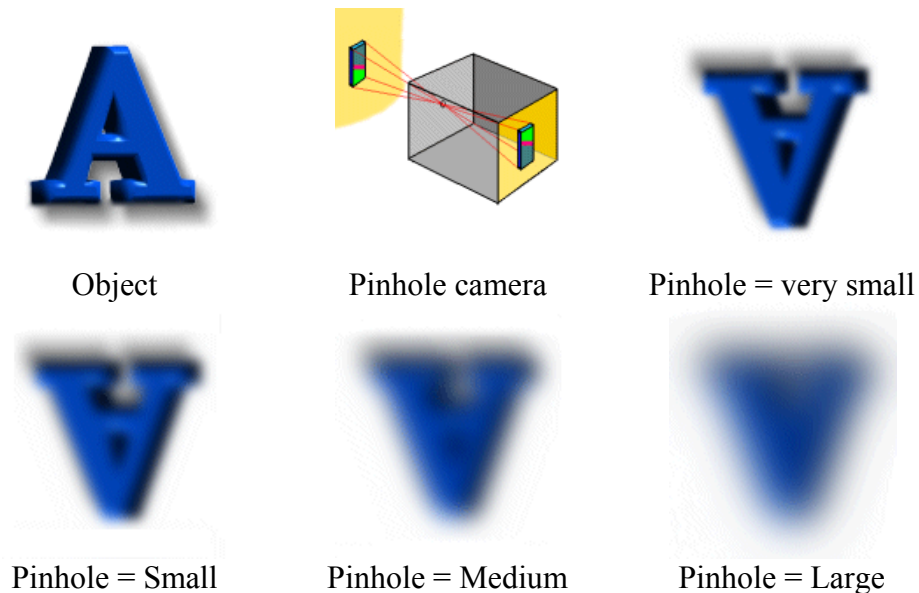 A
Object
Pinhole camera
A
Pinhole = very small
A
Pinhole = Small
A
Pinhole = Medium
A
Pinhole = Large